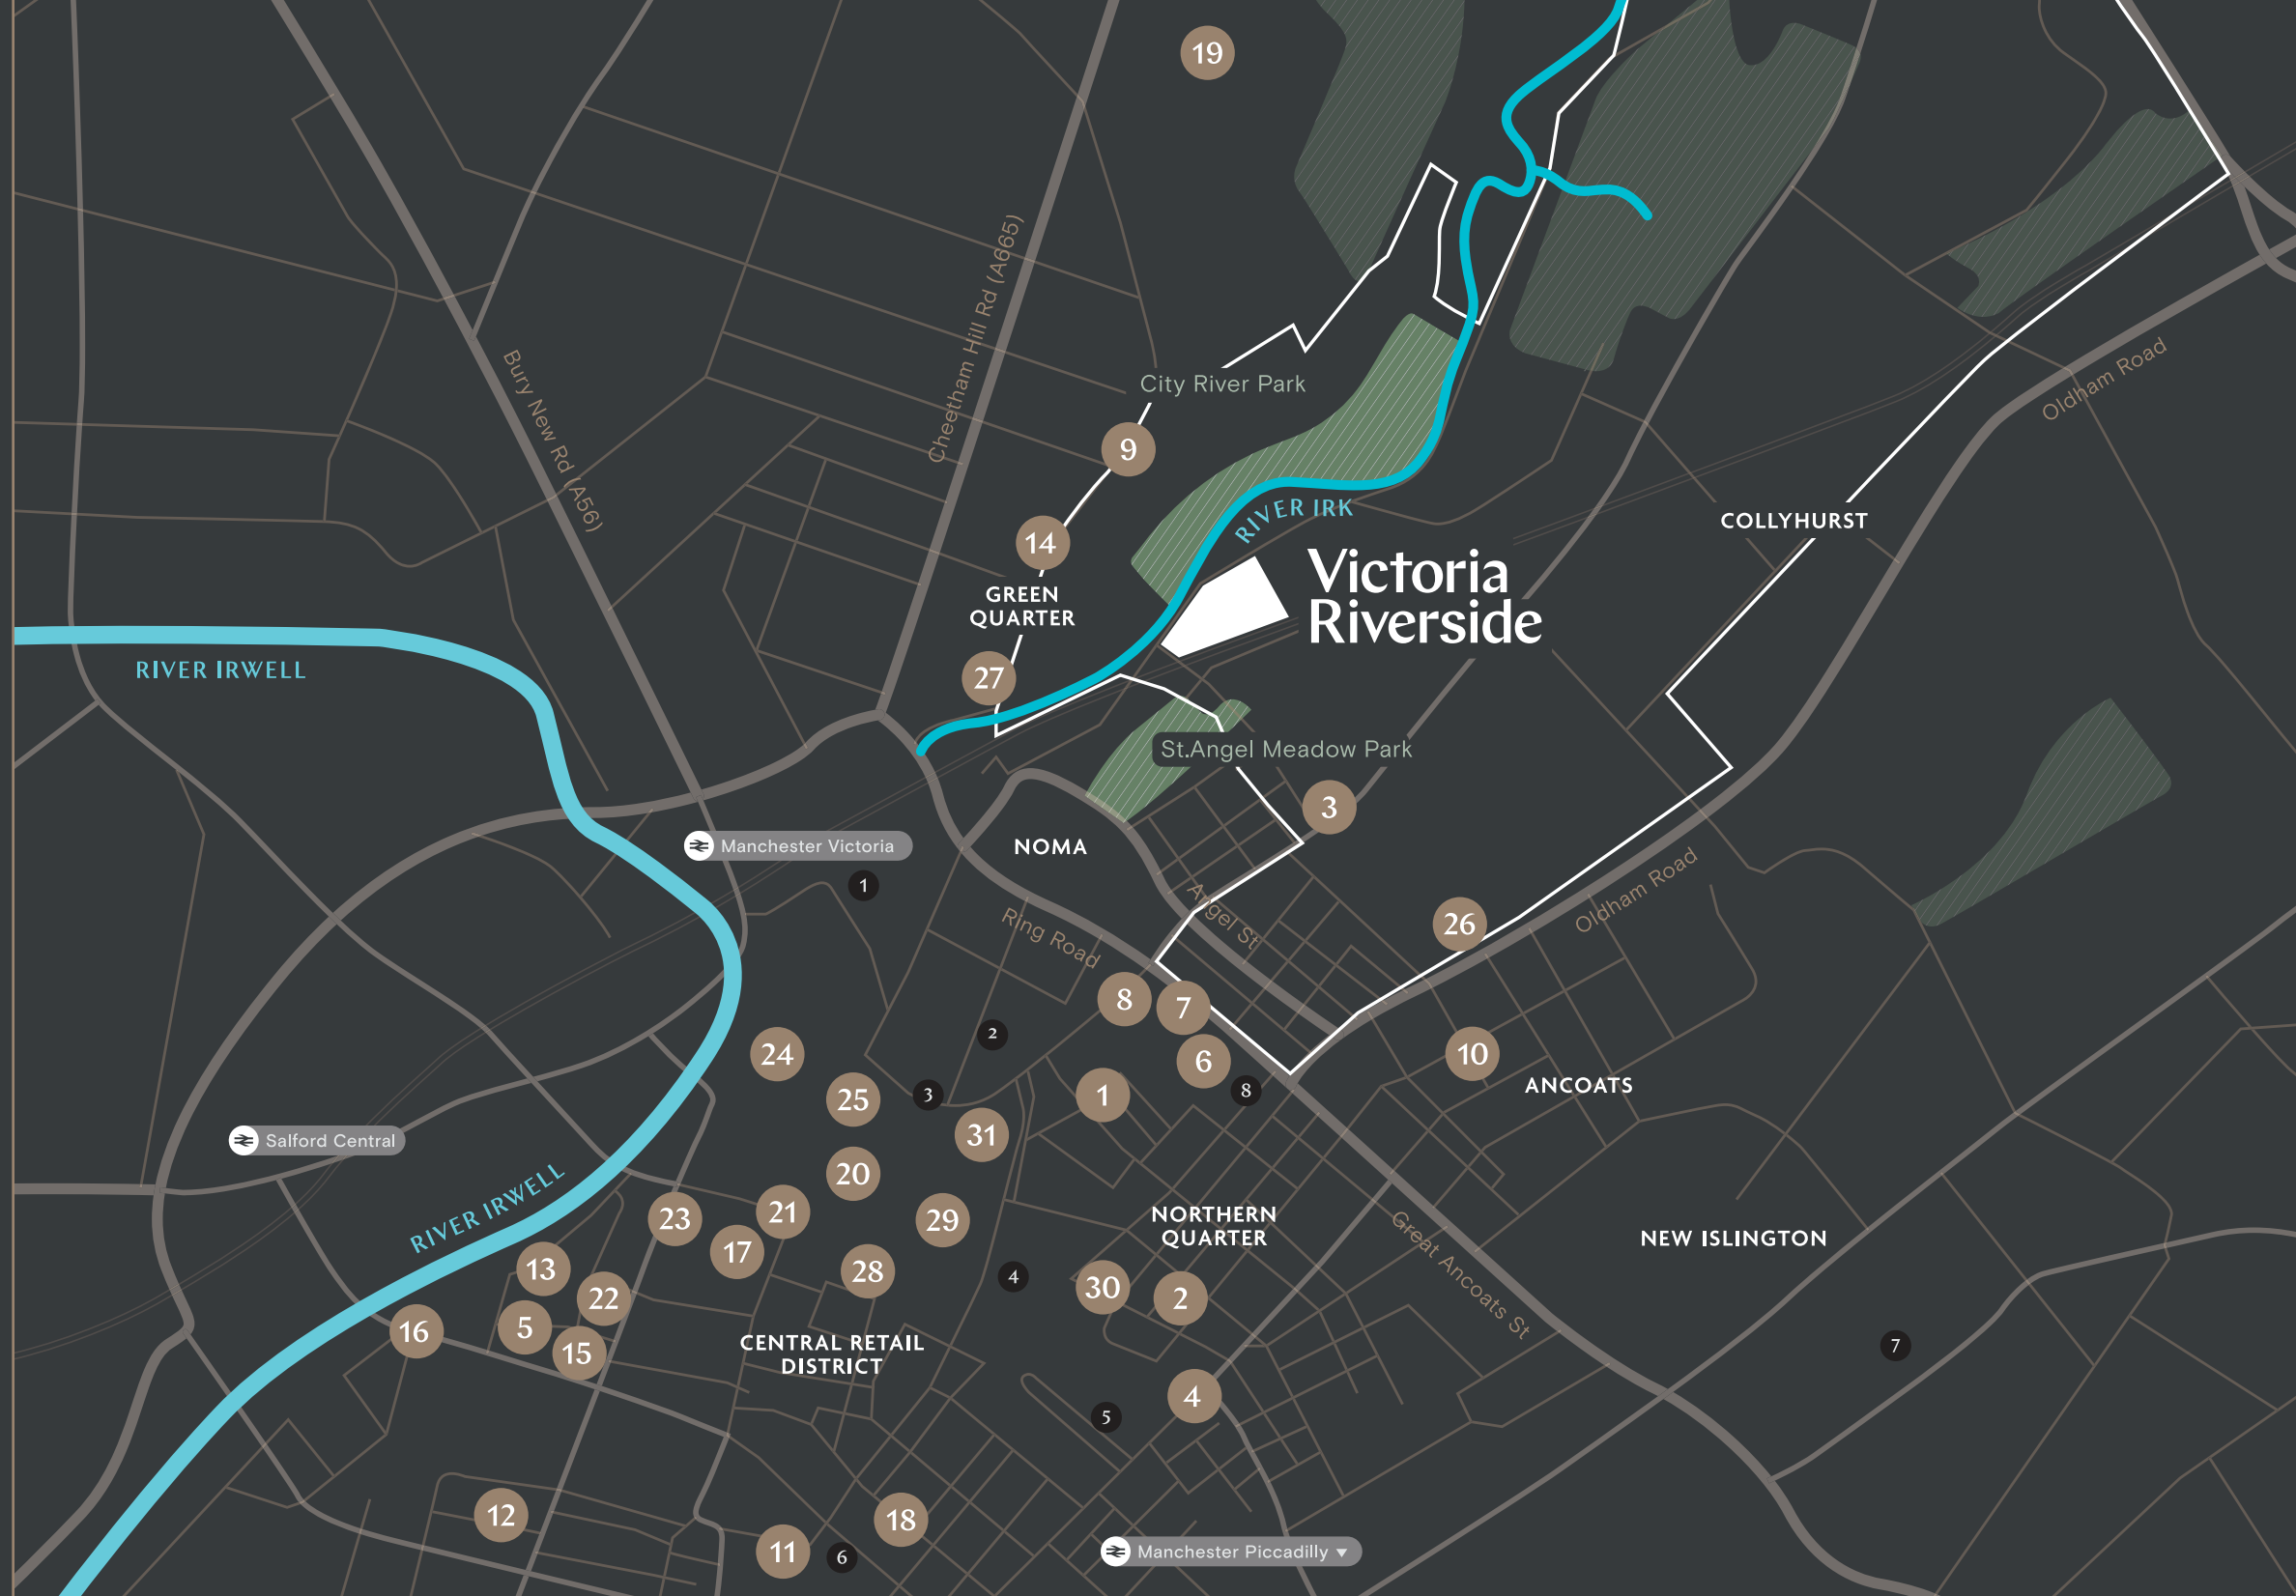 19
Cheetham Hill Rd (A665)
Bury New Rd (A56)
City River Park
Oldham Road
9
14
RIVER IRK
COLLYHURST
Victoria
Riverside
GREEN
QUARTER
RIVER IRWELL
27
St.Angel Meadow Park
3
Manchester Victoria
NOMA
1
Angel St
Ring Road
Oldham Road
26
8
7
2
24
6
10
25
3
1
8
ANCOATS
31
Salford Central
20
RIVER IRWELL
23
21
29
NORTHERN
QUARTER
17
NEW ISLINGTON
13
28
4
30
2
Great Ancoats St
22
5
16
15
CENTRAL RETAIL
DISTRICT
7
4
5
12
18
11
6
Manchester Piccadilly ▼